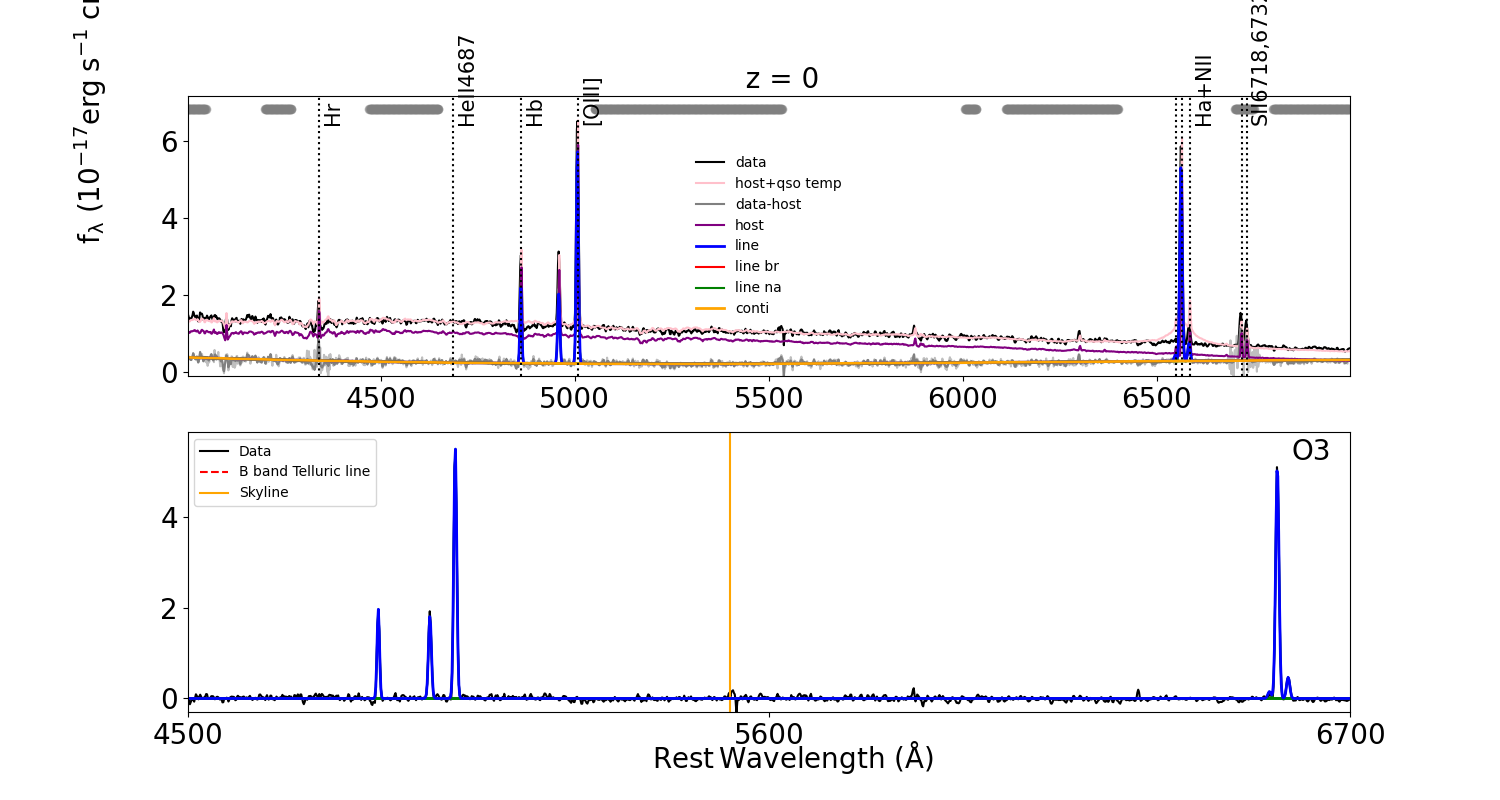 z = 0
f_λ (10^−17 erg s^−1
Hr
HeII4687
Hb
[OIII]
Ha+NII
SII6718,673
data
host+qso temp
data-host
host
line
line br
line na
conti
6
4
2
0
4500 5000 5500 6000 6500
Data
B band Telluric line
Skyline
O3
4
2
0
4500 5600 6700
Rest Wavelength (Å)